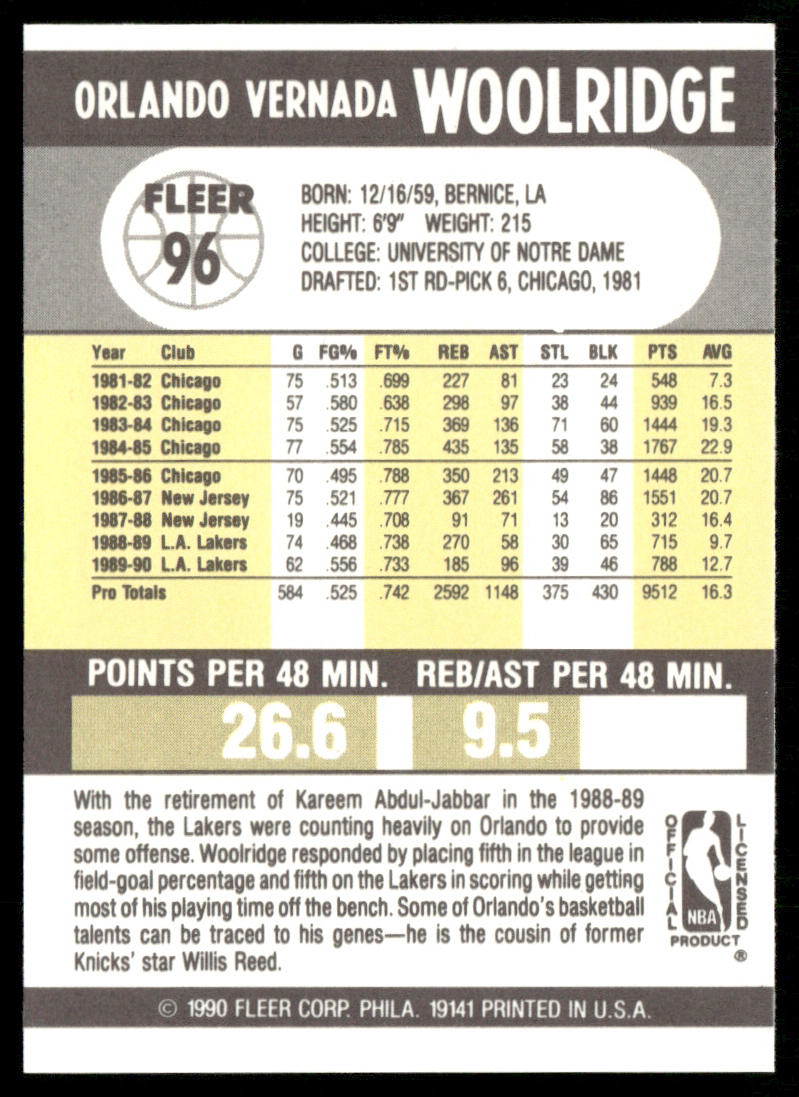 ORLANDO VERNADA WOOLRIDGE
FLEER
96
BORN: 12/16/59, BERNICE, LA
HEIGHT: 6'9" WEIGHT: 215
COLLEGE: UNIVERSITY OF NOTRE DAME
DRAFTED: 1ST RD-PICK 6, CHICAGO, 1981
Year Club G FG% FT% REB AST STL BLK PTS AVG
1981-82 Chicago 75 .513 .699 227 81 23 24 548 7.3
1982-83 Chicago 57 .580 .638 298 97 38 44 939 16.5
1983-84 Chicago 75 .525 .715 369 136 71 60 1444 19.3
1984-85 Chicago 77 .554 .785 435 135 58 38 1767 22.9
1985-86 Chicago 70 .495 .788 350 213 49 47 1448 20.7
1986-87 New Jersey 75 .521 .777 367 261 54 86 1551 20.7
1987-88 New Jersey 19 .445 .708 91 71 13 20 312 16.4
1988-89 L.A. Lakers 74 .468 .738 270 58 30 65 715 9.7
1989-90 L.A. Lakers 62 .556 .733 185 96 39 46 788 12.7
Pro Totals 584 .525 .742 2592 1148 375 430 9512 16.3
POINTS PER 48 MIN. REB/AST PER 48 MIN.
26.6 9.5
With the retirement of Kareem Abdul-Jabbar in the 1988-89
season, the Lakers were counting heavily on Orlando to provide
some offense. Woolridge responded by placing fifth in the league in
field-goal percentage and fifth on the Lakers in scoring while getting
most of his playing time off the bench. Some of Orlando's basketball
talents can be traced to his genes—he is the cousin of former
Knicks' star Willis Reed.
OFFICIAL
LICENSED
NBA
PRODUCT
®
© 1990 FLEER CORP. PHILA. 19141 PRINTED IN U.S.A.